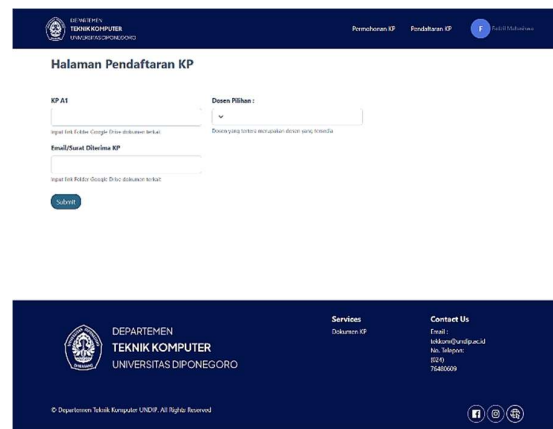 DEPARTEMEN
TEKNIK KOMPUTER
UNIVERSITAS DIPONEGORO
Permohonan KP
Pendaftaran KP
F
Fadzil Mahasiswa
Halaman Pendaftaran KP
KP A1
Input link Folder Google Drive dokumen terkait
Dosen Pilihan :
Dosen yang tertera merupakan dosen yang tersedia
Email/Surat Diterima KP
Input link Folder Google Drive dokumen terkait
Submit
DEPARTEMEN
TEKNIK KOMPUTER
UNIVERSITAS DIPONEGORO
Services
Dokumen KP
Contact Us
Email :
tekkom@undip.ac.id
No. Telepon:
(024)
76480609
© Departemen Teknik Komputer UNDIP. All Rights Reserved